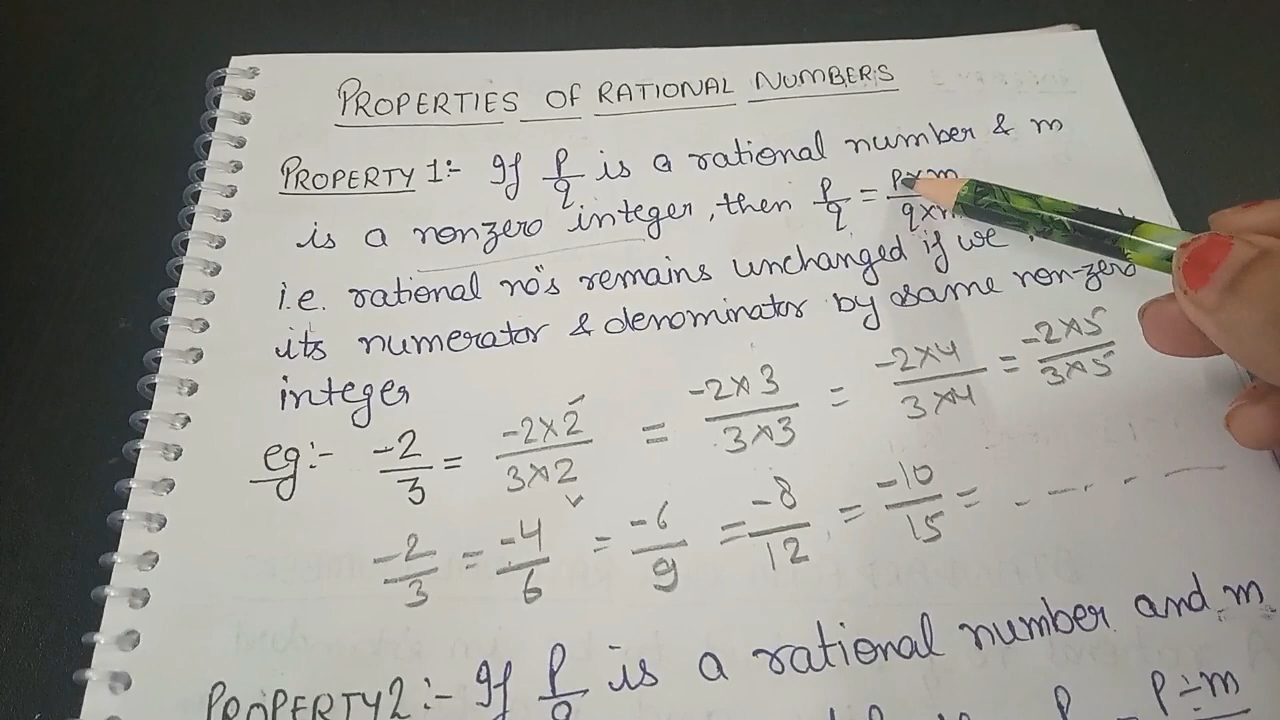 PROPERTIES OF RATIONAL NUMBERS
PROPERTY 1:- If p/q is a rational number & m
is a nonzero integer, then p/q = p×m/q×m
i.e. rational no's remains unchanged if we
its numerator & denominator by same non-zero
integer
eg:- -2/3 = -2×2/3×2 = -2×3/3×3 = -2×4/3×4 = -2×5/3×5
-2/3 = -4/6 = -6/9 = -8/12 = -10/15 = - - - - -
PROPERTY 2:- If p/q is a rational number and m
p ÷ m